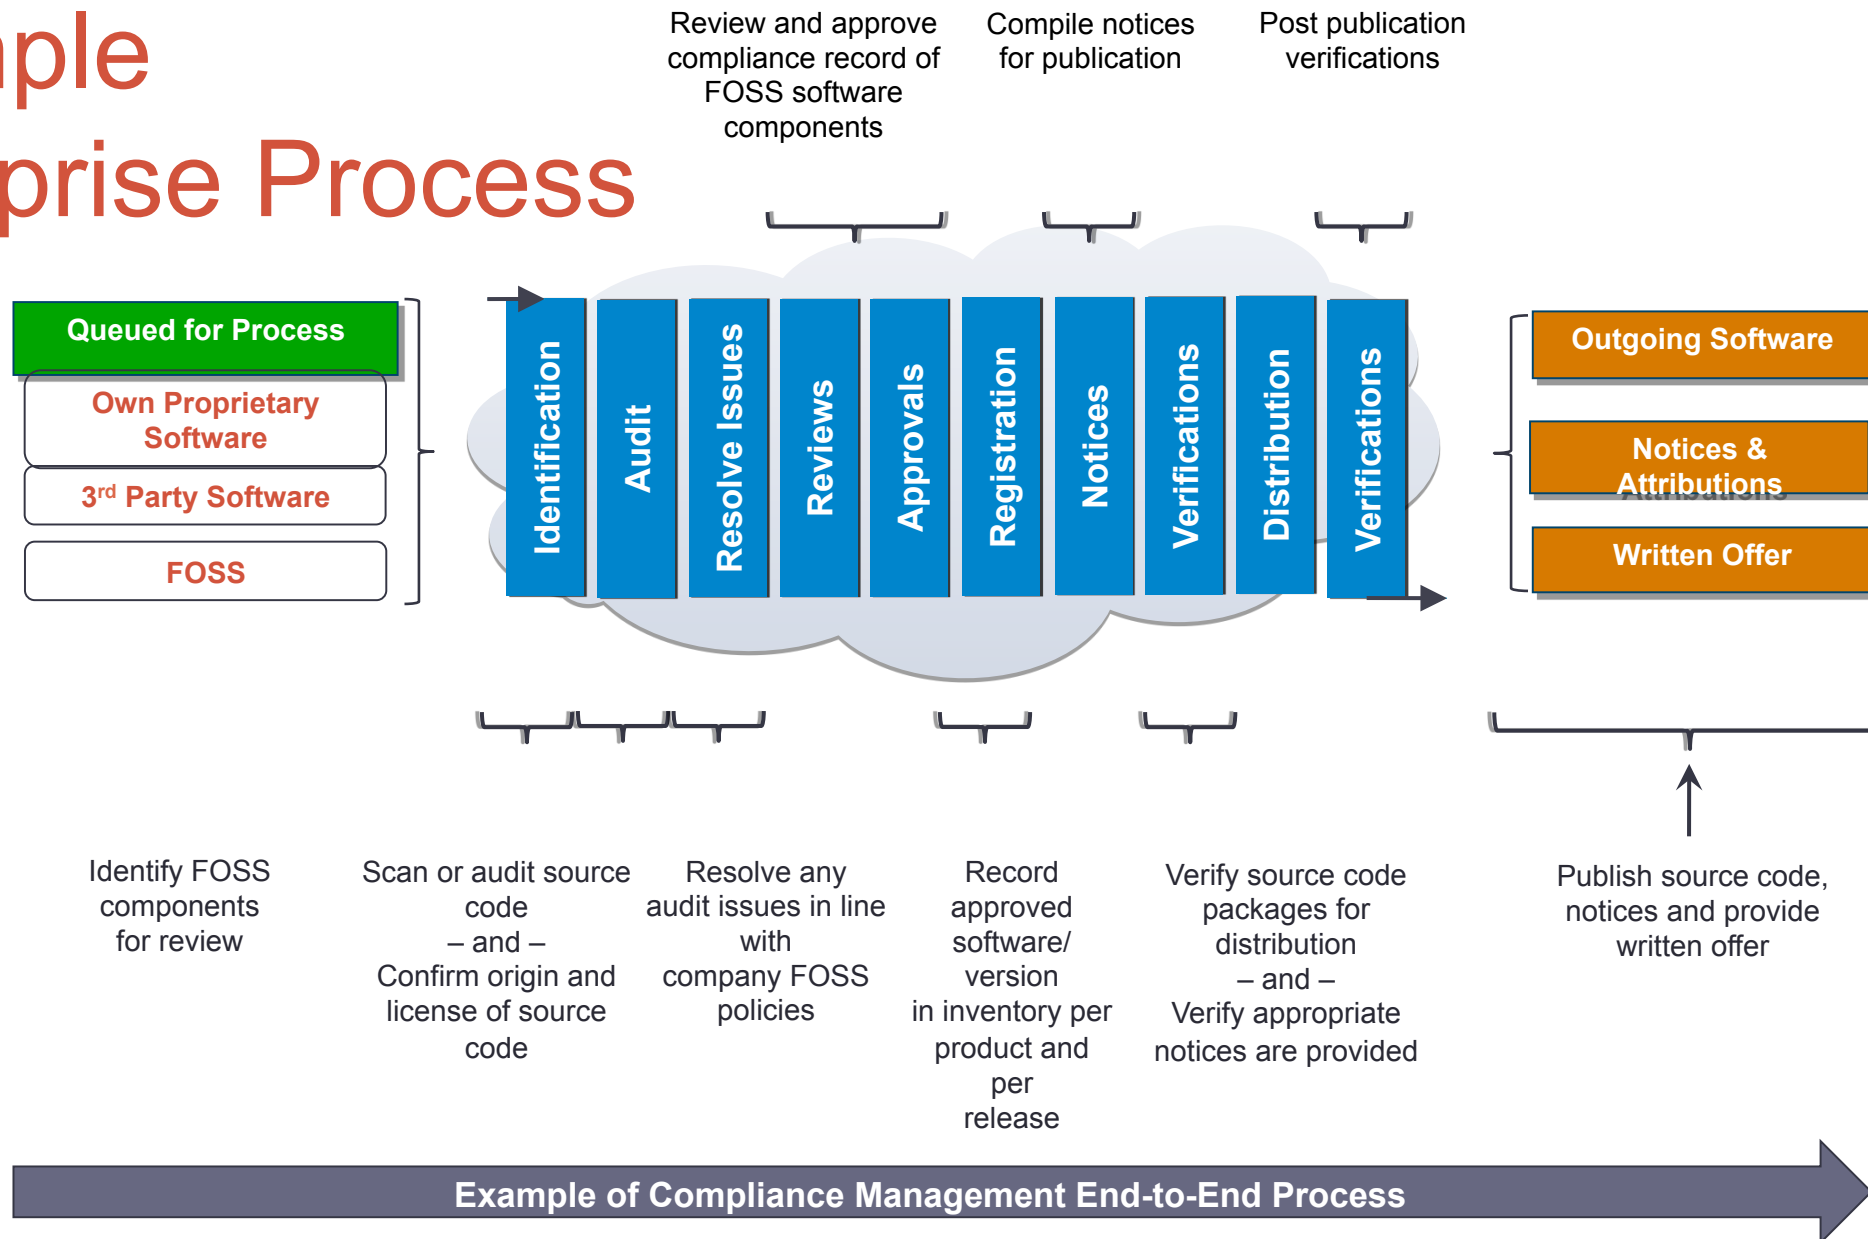 mple
prise Process
Review and approve
compliance record of
FOSS software
components
Compile notices
for publication
Post publication
verifications
Queued for Process
Own Proprietary
Software
3rd Party Software
FOSS
Identification
Audit
Resolve Issues
Reviews
Approvals
Registration
Notices
Verifications
Distribution
Verifications
Outgoing Software
Notices &
Attributions
Written Offer
Identify FOSS
components
for review
Scan or audit source
code
– and –
Confirm origin and
license of source
code
Resolve any
audit issues in line
with
company FOSS
policies
Record
approved
software/
version
in inventory per
product and
per
release
Verify source code
packages for
distribution
– and –
Verify appropriate
notices are provided
Publish source code,
notices and provide
written offer
Example of Compliance Management End-to-End Process